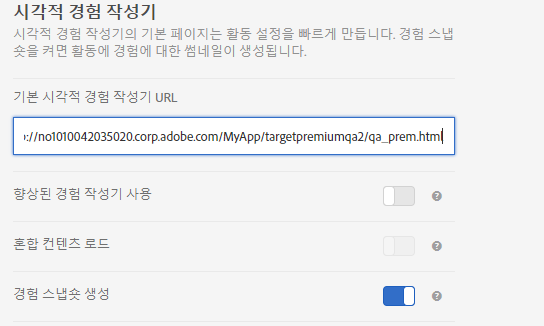 시각적 경험 작성기
시각적 경험 작성기의 기본 페이지는 활동 설정을 빠르게 만듭니다. 경험 스냅
숏을 켜면 활동에 경험에 대한 썸네일이 생성됩니다.
기본 시각적 경험 작성기 URL
://no1010042035020.corp.adobe.com/MyApp/targetpremiumqa2/qa_prem.html
향상된 경험 작성기 사용
혼합 컨텐츠 로드
경험 스냅숏 생성